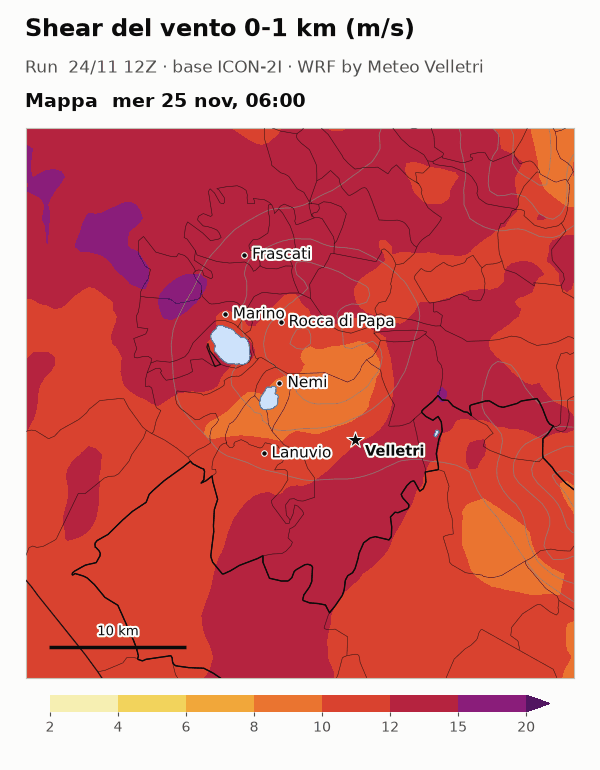 Shear del vento 0-1 km (m/s)
Run  24/11 12Z · base ICON-2I · WRF by Meteo Velletri
Mappa  mer 25 nov, 06:00
Frascati
Marino
Rocca di Papa
Nemi
Velletri
Lanuvio
10 km
2 4 6 8 10 12 15 20